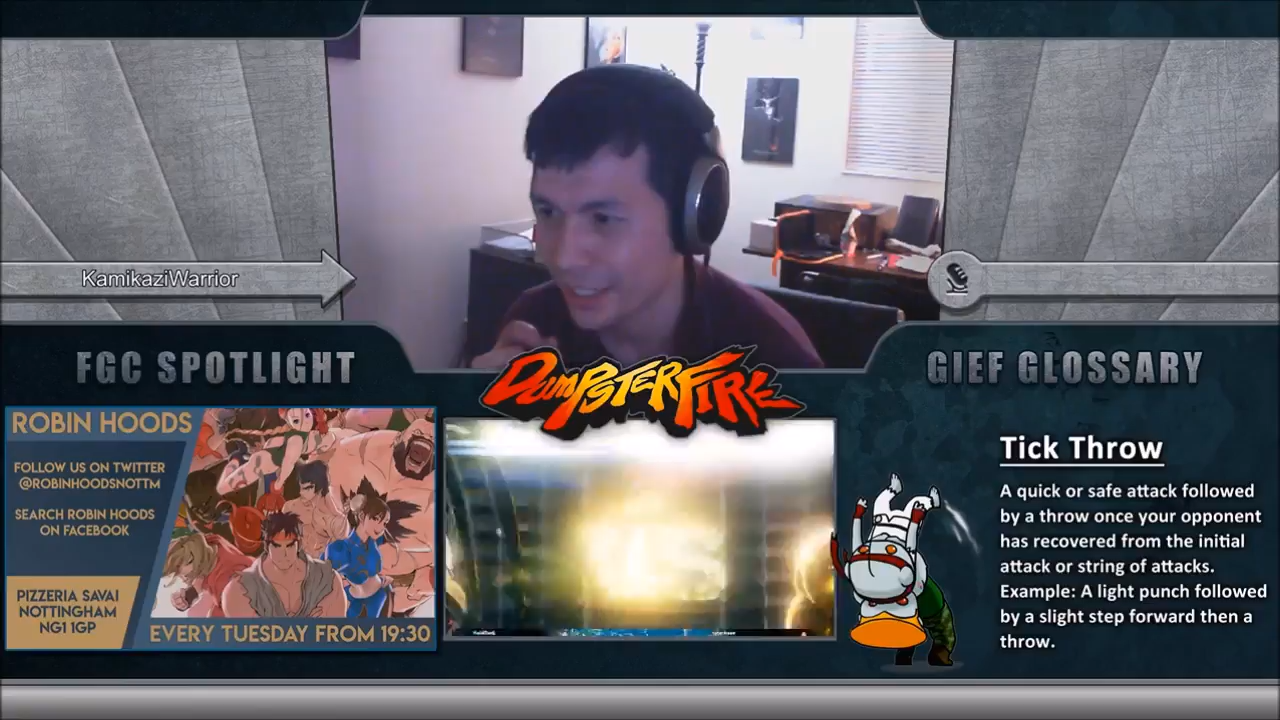 KamikaziWarrior
FGC SPOTLIGHT
ROBIN HOODS
FOLLOW US ON TWITTER
@ROBINHOODSNOTTM
SEARCH ROBIN HOODS
ON FACEBOOK
PIZZERIA SAVAI
NOTTINGHAM
NG1 1GP
EVERY TUESDAY FROM 19:30
DUMPSTER FIRE
GIEF GLOSSARY
Tick Throw
A quick or safe attack followed
by a throw once your opponent
has recovered from the initial
attack or string of attacks.
Example: A light punch followed
by a slight step forward then a
throw.